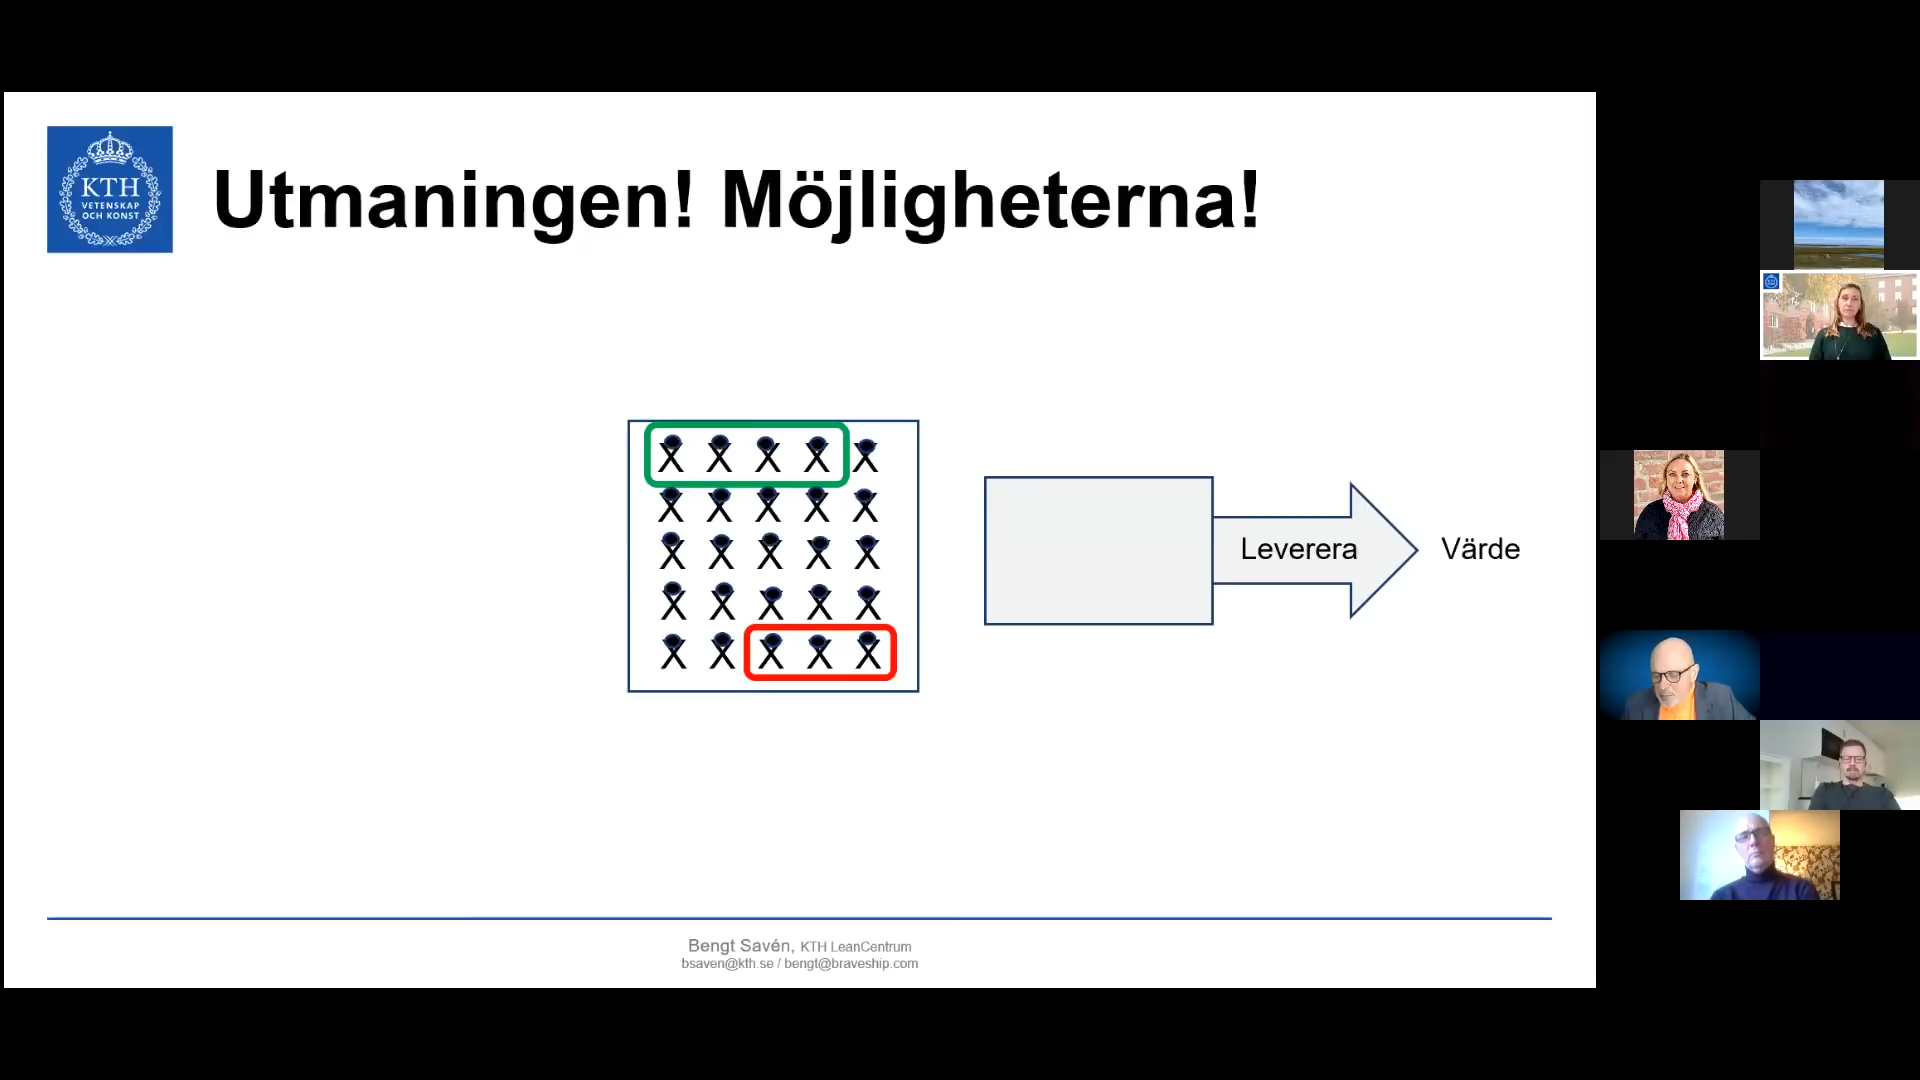 KTH
VETENSKAP
OCH KONST
Utmaningen! Möjligheterna!
Leverera
Värde
Bengt Savén, KTH LeanCentrum
bsaven@kth.se / bengt@braveship.com